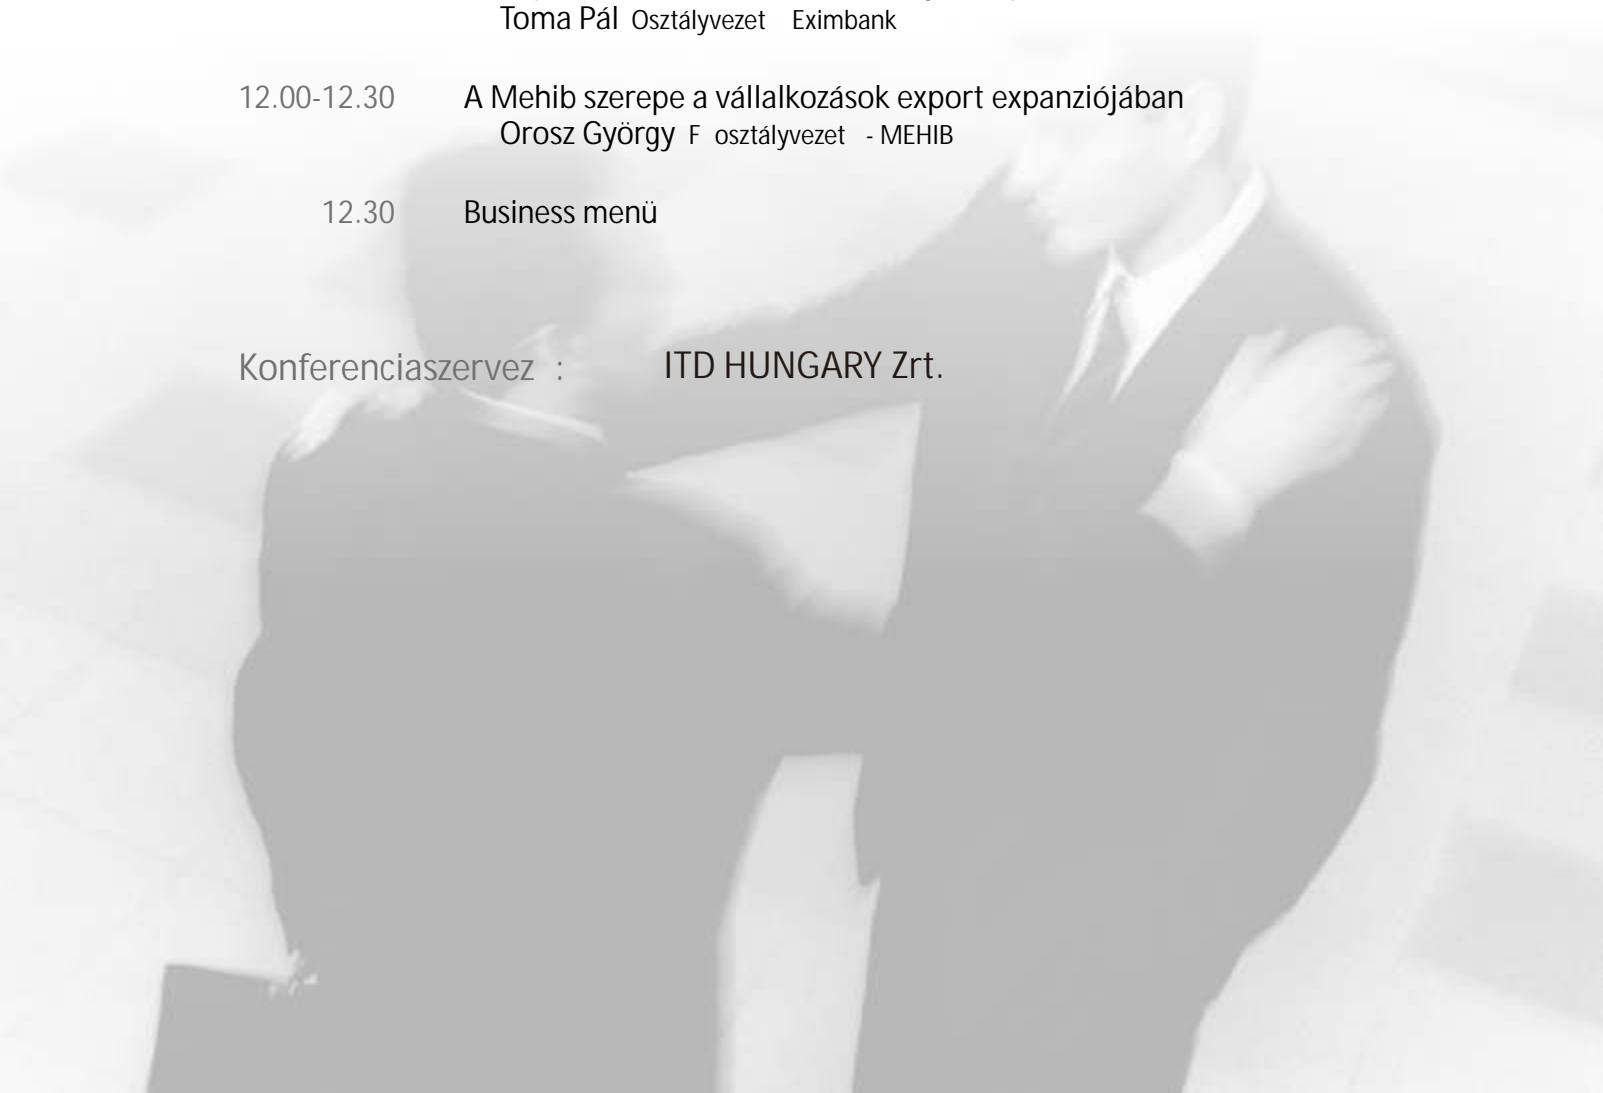 Toma Pál Osztályvezet Eximbank
12.00-12.30 A Mehib szerepe a vállalkozások export expanziójában
Orosz György F osztályvezet - MEHIB
12.30 Business menü
Konferenciaszervez : ITD HUNGARY Zrt.